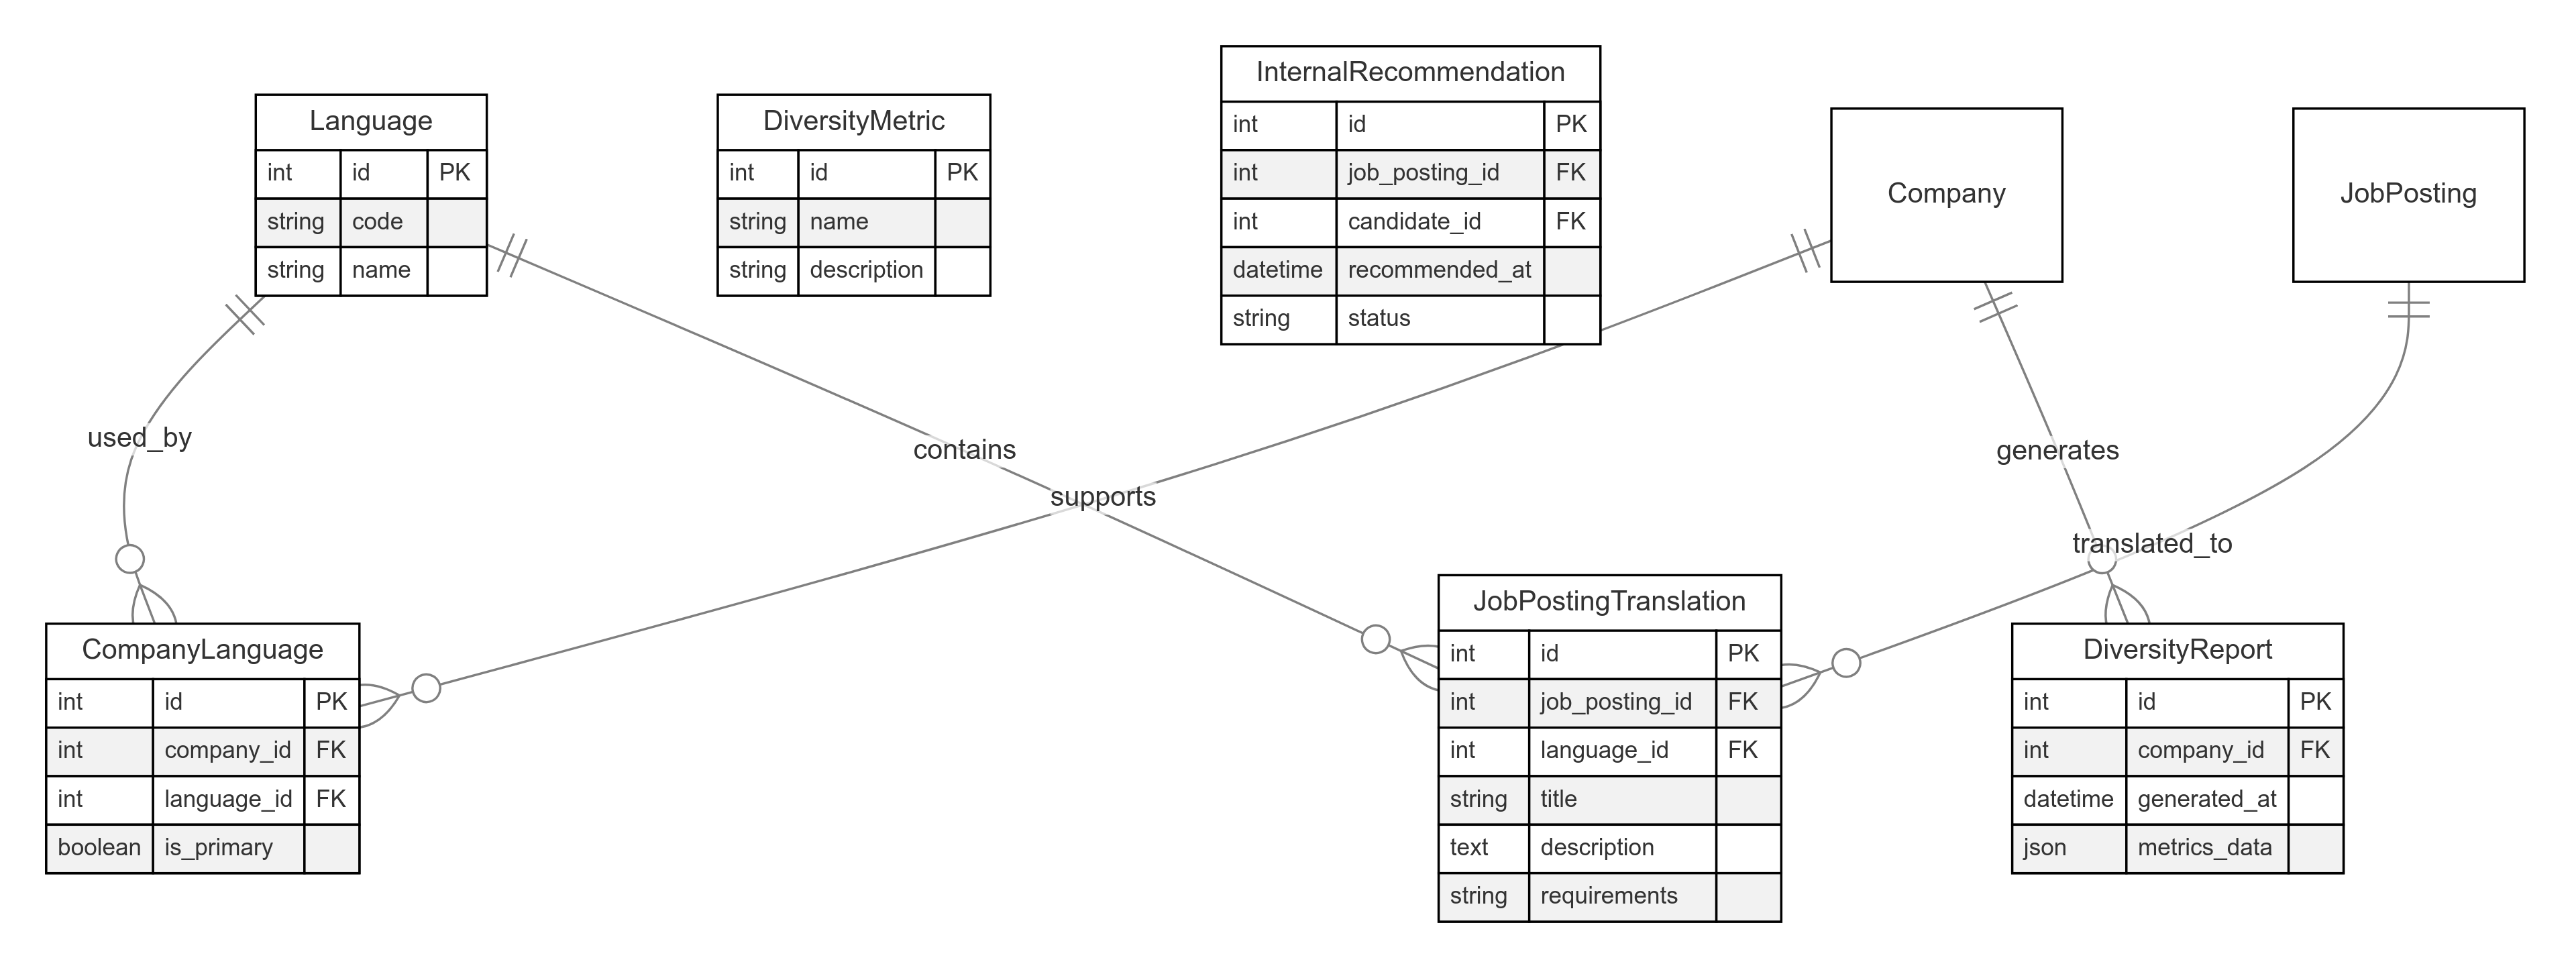 Language
int id PK
string code
string name
DiversityMetric
int id PK
string name
string description
InternalRecommendation
int id PK
int job_posting_id FK
int candidate_id FK
datetime recommended_at
string status
Company
JobPosting
used_by
contains
supports
generates
translated_to
CompanyLanguage
int id PK
int company_id FK
int language_id FK
boolean is_primary
JobPostingTranslation
int id PK
int job_posting_id FK
int language_id FK
string title
text description
string requirements
DiversityReport
int id PK
int company_id FK
datetime generated_at
json metrics_data